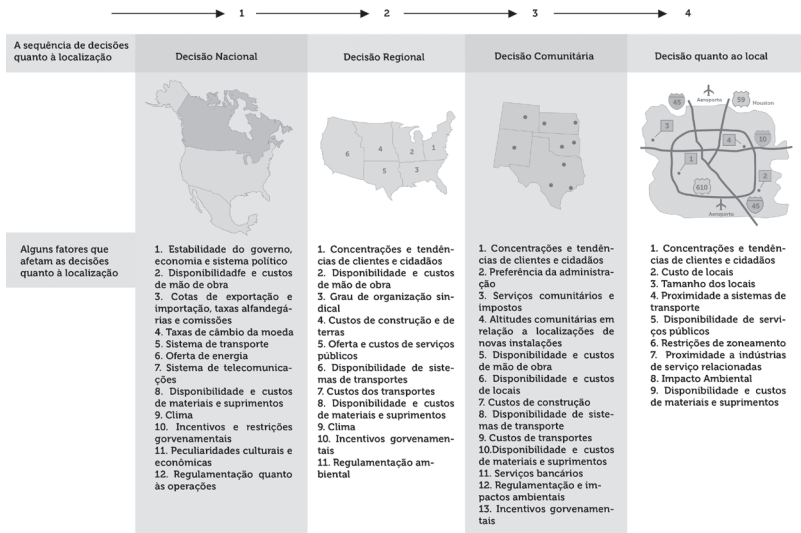 1
2
3
4
A sequência de decisões
quanto à localização
Decisão Nacional
Decisão Regional
Decisão Comunitária
Decisão quanto ao local
6
4
2
1
5
3
45
Aeroporto
59
Houston
3
4
10
1
2
610
Aeroporto
45
Alguns fatores que
afetam as decisões
quanto à localização
1. Estabilidade do governo,
economia e sistema político
2. Disponibilidadfe e custos
de mão de obra
3. Cotas de exportação e
importação, taxas alfandegá-
rias e comissões
4. Taxas de câmbio da moeda
5. Sistema de transporte
6. Oferta de energia
7. Sistema de telecomunica-
ções
8. Disponibilidade e custos
de materiais e suprimentos
9. Clima
10. Incentivos e restrições
gorvenamentais
11. Peculiaridades culturais e
econômicas
12. Regulamentação quanto
às operações
1. Concentrações e tendên-
cias de clientes e cidadãos
2. Disponibilidade e custos
de mão de obra
3. Grau de organização sin-
dical
4. Custos de construção e de
terras
5. Oferta e custos de serviços
públicos
6. Disponibilidade de siste-
mas de transportes
7. Custos dos transportes
8. Disponibilidade e custos
de materiais e suprimentos
9. Clima
10. Incentivos gorvenamen-
tais
11. Regulamentação am-
biental
1. Concentrações e tendên-
cias de clientes e cidadãos
2. Preferência da administra-
ção
3. Serviços comunitários e
impostos
4. Altitudes comunitárias em
relação a localizações de
novas instalações
5. Disponibilidade e custos
de mão de obra
6. Disponibilidade e custos
de locais
7. Custos de construção
8. Disponibilidade de siste-
mas de transporte
9. Custos de transportes
10.Disponibilidade e custos
de materiais e suprimentos
11. Serviços bancários
12. Regulamentação e im-
pactos ambientais
13. Incentivos gorvenamen-
tais
1. Concentrações e tendên-
cias de clientes e cidadãos
2. Custo de locais
3. Tamanho dos locais
4. Proximidade a sistemas de
transporte
5. Disponibilidade de servi-
ços públicos
6. Restrições de zoneamento
7. Proximidade a indústrias
de serviço relacionadas
8. Impacto Ambiental
9. Disponibilidade e custos
de materiais e suprimentos